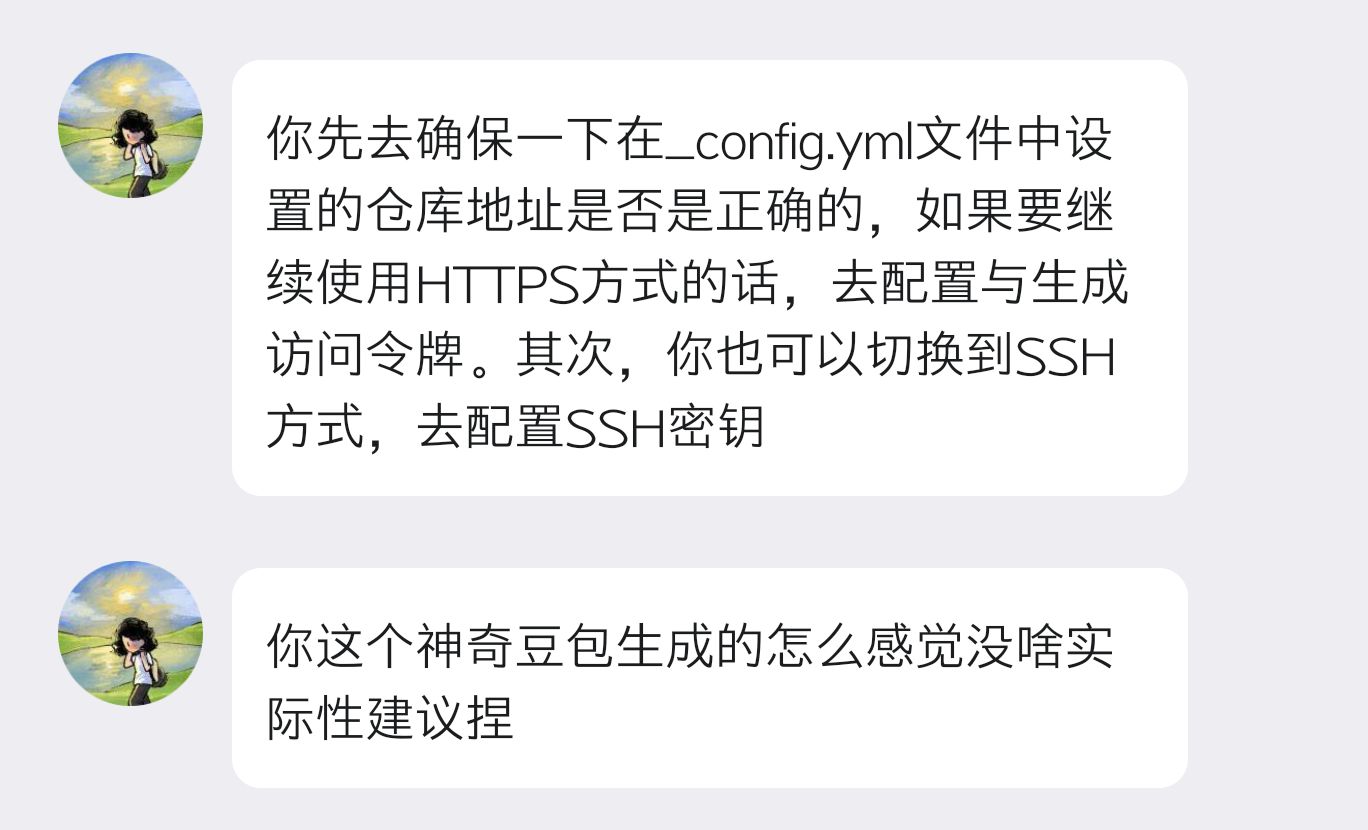 你先去确保一下在_config.yml文件中设
置的仓库地址是否是正确的，如果要继
续使用HTTPS方式的话，去配置与生成
访问令牌。其次，你也可以切换到SSH
方式，去配置SSH密钥
你这个神奇豆包生成的怎么感觉没啥实
际性建议捏